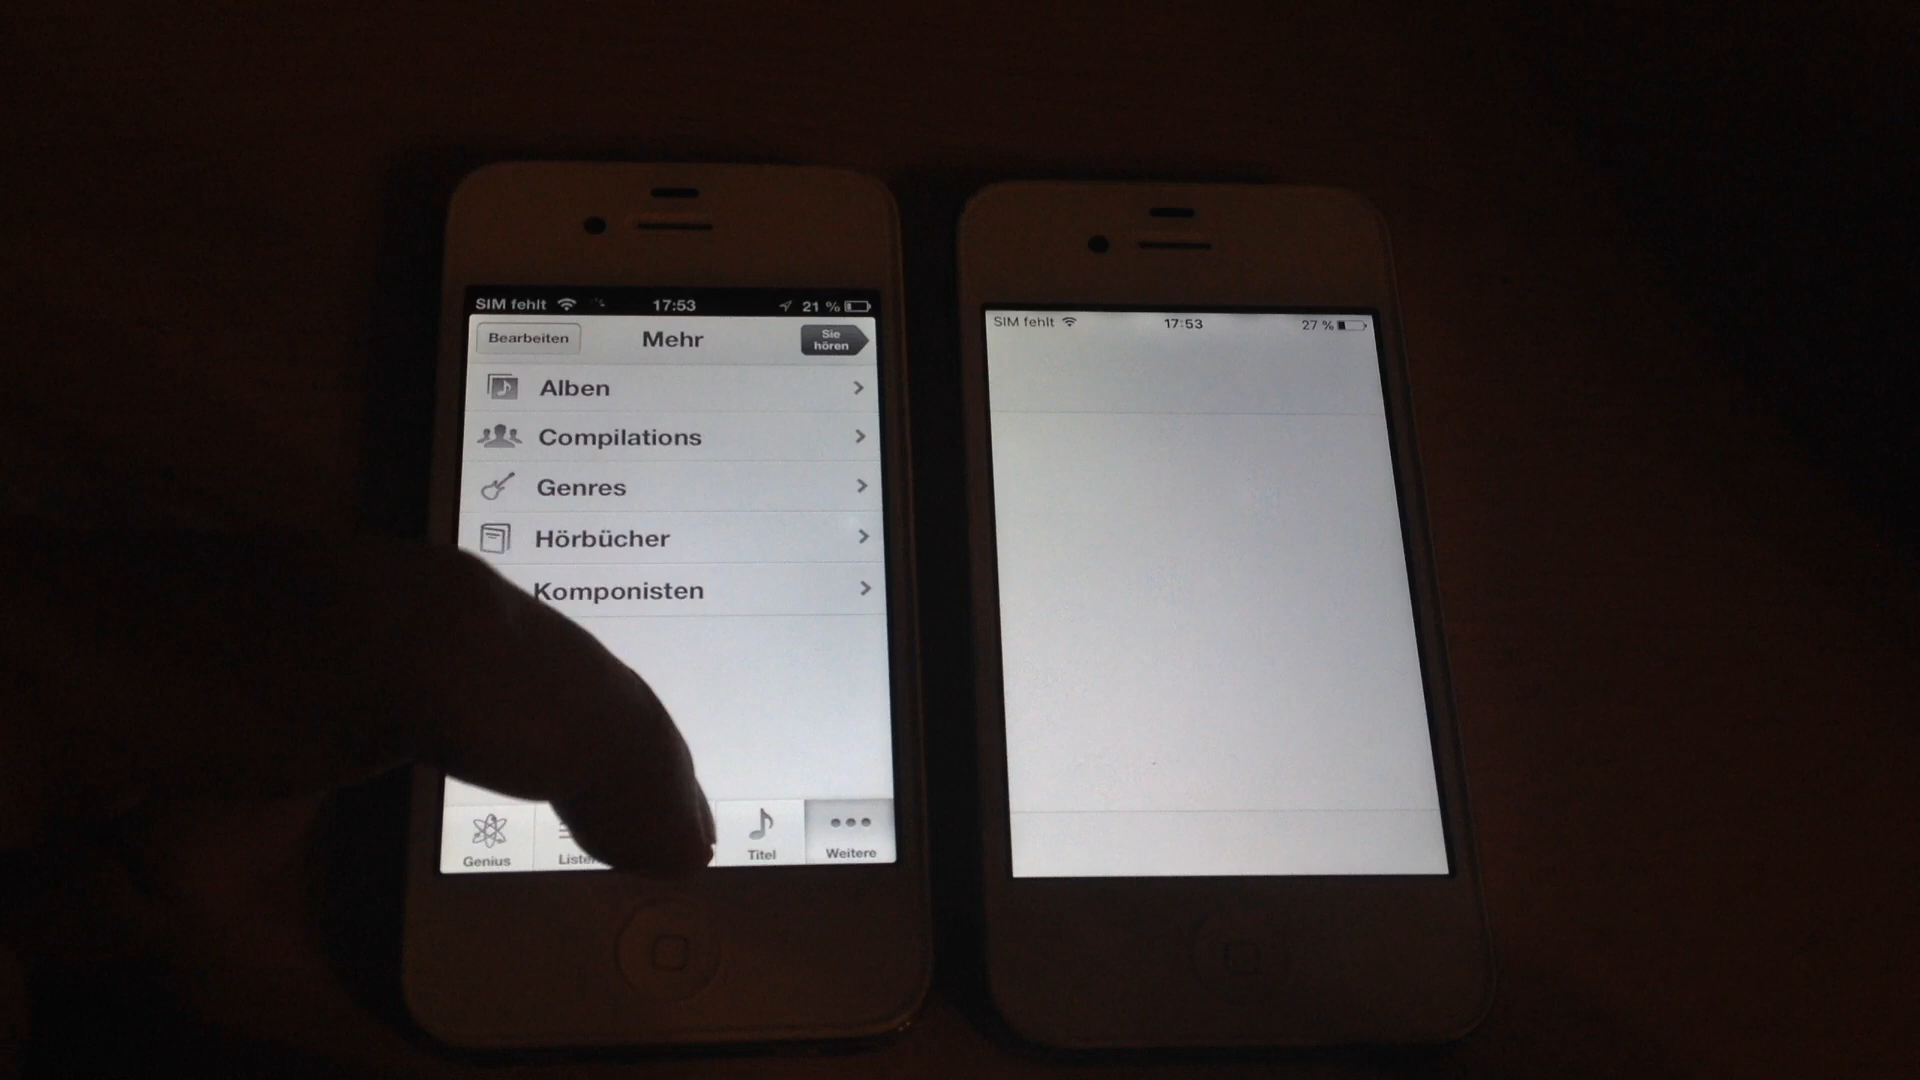 SIM fehlt 17:53 21 %
Bearbeiten Mehr Sie hören
Alben
Compilations
Genres
Hörbücher
Komponisten
Genius Titel Weitere
SIM fehlt 17:53 27 %